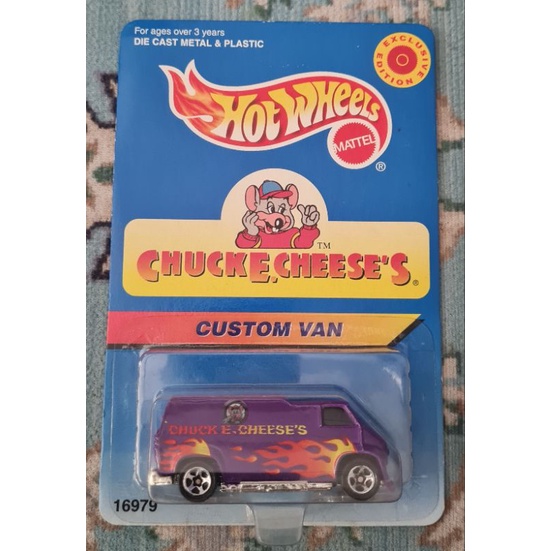 For ages over 3 years
DIE CAST METAL & PLASTIC
EXCLUSIVE EDITION
HOT WHEELS
MATTEL
®
TM
CHUCK E. CHEESE'S ®
CUSTOM VAN
CHUCK E. CHEESE'S
16979